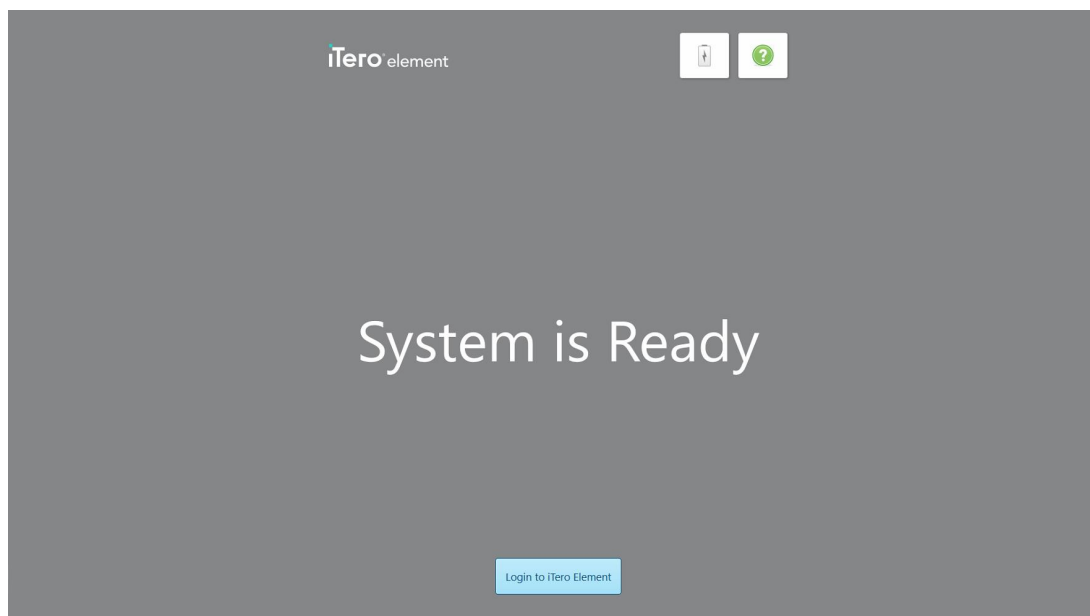 iTero element
?
System is Ready
Login to iTero Element